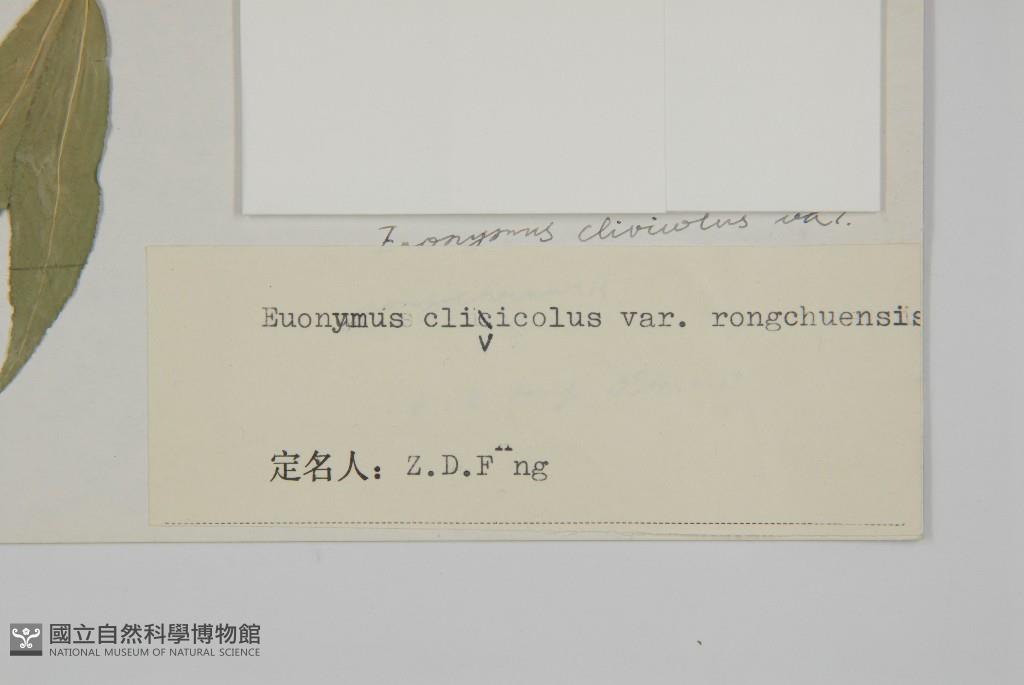 Euonymus clivicolus var.
Euonymus clicicolus var. rongchuensis
v
定名人: Z.D.F ng
國立自然科學博物館
NATIONAL MUSEUM OF NATURAL SCIENCE